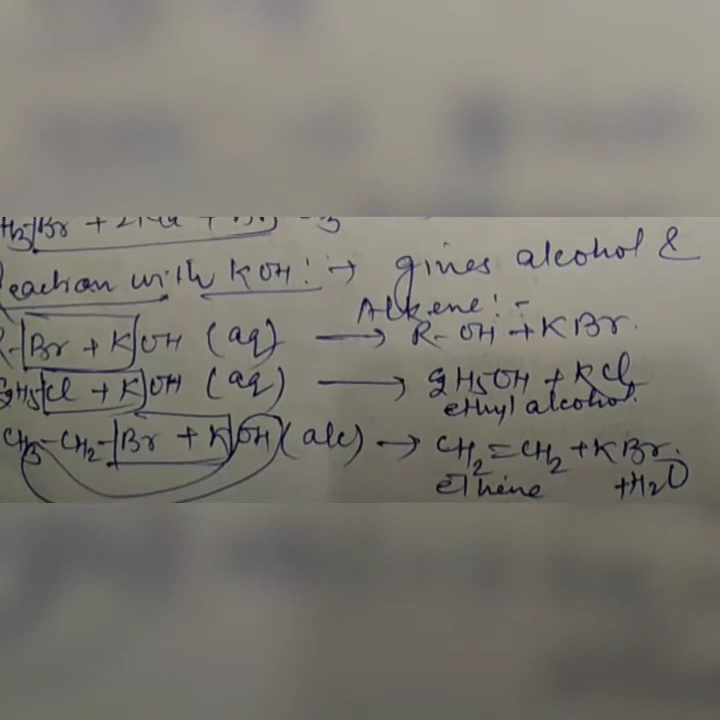 Reaction with KOH :→ gives alcohol &
Alkene :-
R-Br + KOH (aq) → R-OH + KBr.
C2H5Cl + KOH (aq) → C2H5OH + KCl
ethyl alcohol.
CH3-CH2-Br + KOH (alc) → CH2=CH2 + KBr.
ethene +H2O